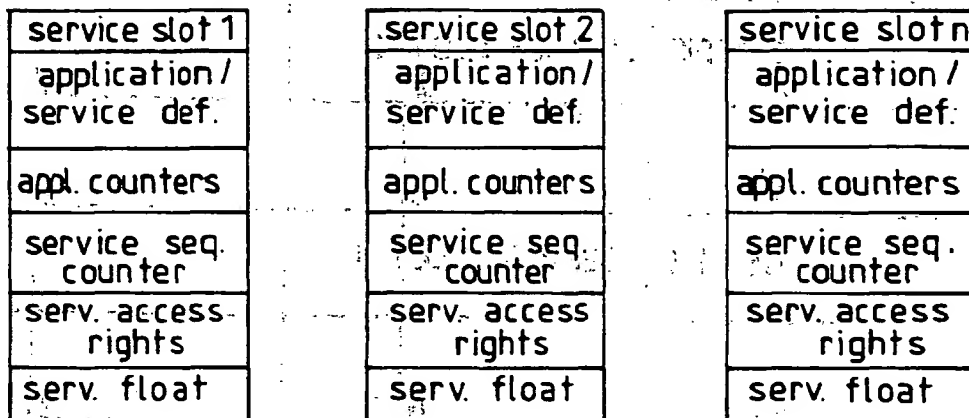 service slot 1
application/
service def.
appl. counters
service seq.
counter
serv. access
rights
serv. float
service slot 2
application/
service def.
appl. counters
service seq.
counter
serv. access
rights
serv. float
service slot n
application/
service def.
appl. counters
service seq.
counter
serv. access
rights
serv. float